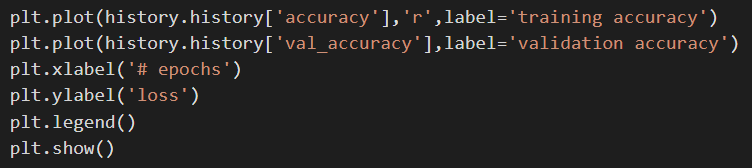 plt.plot(history.history['accuracy'],'r',label='training accuracy')
plt.plot(history.history['val_accuracy'],label='validation accuracy')
plt.xlabel('# epochs')
plt.ylabel('loss')
plt.legend()
plt.show()